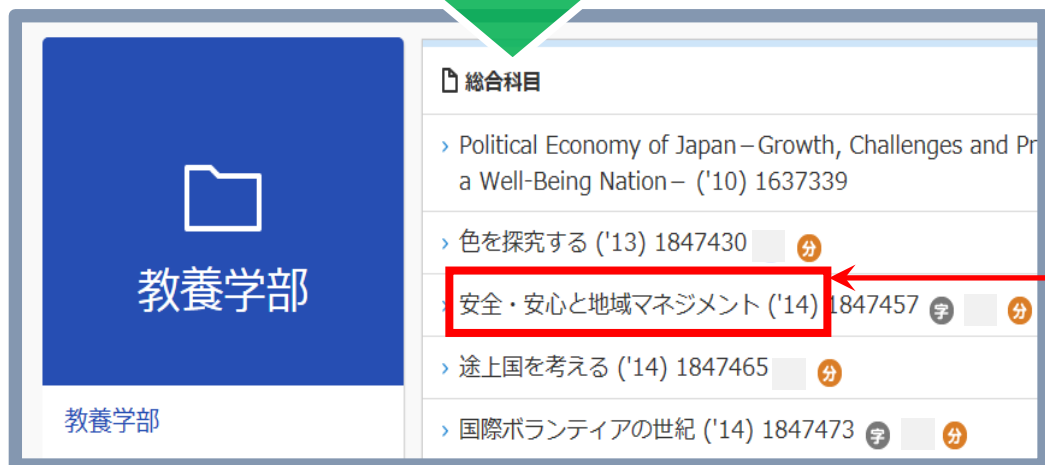 教養学部
教養学部
総合科目
› Political Economy of Japan－Growth, Challenges and Pr
a Well-Being Nation－ ('10) 1637339
› 色を探究する ('13) 1847430 分
› 安全・安心と地域マネジメント ('14) 1847457 字 分
› 途上国を考える ('14) 1847465 分
› 国際ボランティアの世紀 ('14) 1847473 字 分